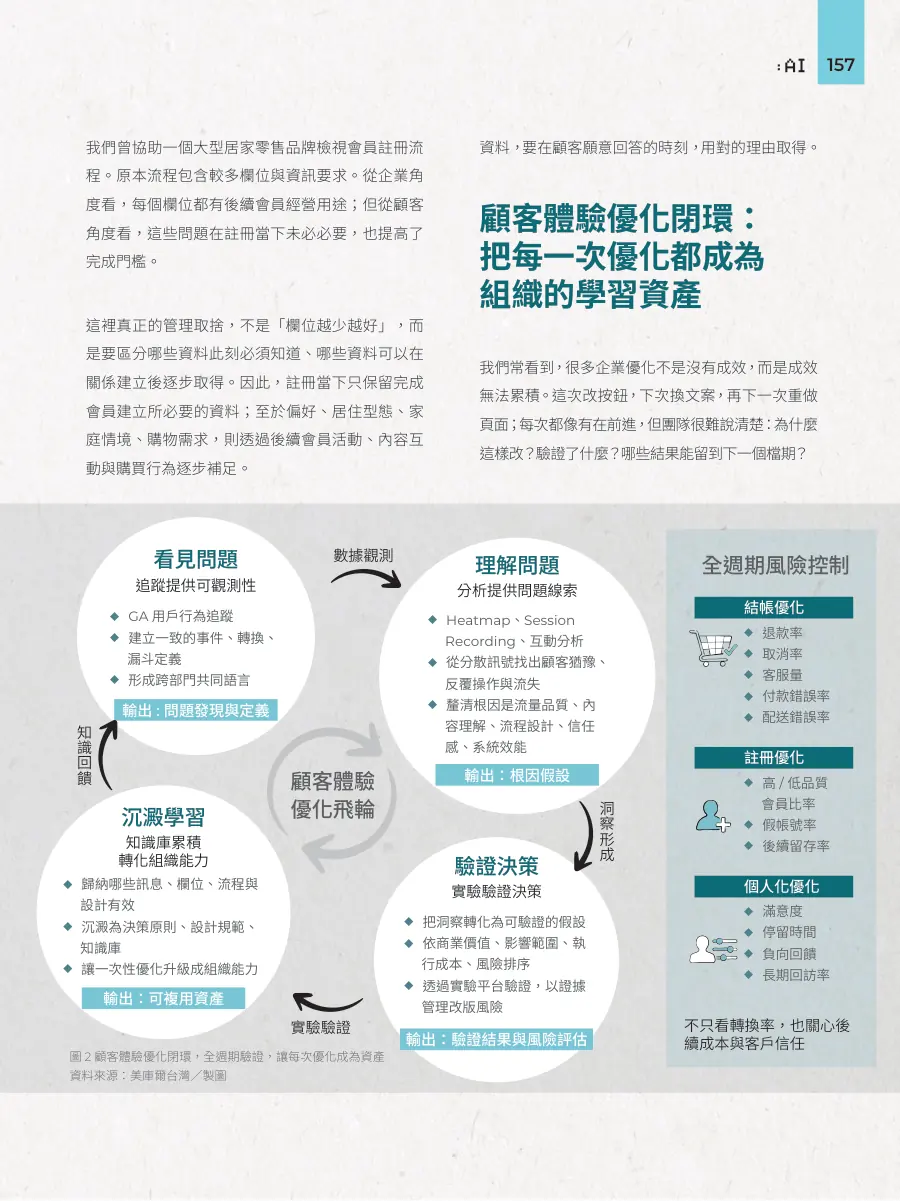 :AI
157
我們曾協助一個大型居家零售品牌檢視會員註冊流
程。原本流程包含較多欄位與資訊要求。從企業角
度看，每個欄位都有後續會員經營用途；但從顧客
角度看，這些問題在註冊當下未必必要，也提高了
完成門檻。
這裡真正的管理取捨，不是「欄位越少越好」，而
是要區分哪些資料此刻必須知道、哪些資料可以在
關係建立後逐步取得。因此，註冊當下只保留完成
會員建立所必要的資料；至於偏好、居住型態、家
庭情境、購物需求，則透過後續會員活動、內容互
動與購買行為逐步補足。
資料，要在顧客願意回答的時刻，用對的理由取得。
顧客體驗優化閉環：
把每一次優化都成為
組織的學習資產
我們常看到，很多企業優化不是沒有成效，而是成效
無法累積。這次改按鈕，下次換文案，再下一次重做
頁面；每次都像有在前進，但團隊很難說清楚：為什麼
這樣改？驗證了什麼？哪些結果能留到下一個檔期？
看見問題
追蹤提供可觀測性
◆ GA 用戶行為追蹤
◆ 建立一致的事件、轉換、
漏斗定義
◆ 形成跨部門共同語言
輸出：問題發現與定義
數據觀測
理解問題
分析提供問題線索
◆ Heatmap、Session
Recording、互動分析
◆ 從分散訊號找出顧客猶豫、
反覆操作與流失
◆ 釐清根因是流量品質、內
容理解、流程設計、信任
感、系統效能
輸出：根因假設
洞察形成
驗證決策
實驗驗證決策
◆ 把洞察轉化為可驗證的假設
◆ 依商業價值、影響範圍、執
行成本、風險排序
◆ 透過實驗平台驗證，以證據
管理改版風險
輸出：驗證結果與風險評估
實驗驗證
沉澱學習
知識庫累積
轉化組織能力
◆ 歸納哪些訊息、欄位、流程與
設計有效
◆ 沉澱為決策原則、設計規範、
知識庫
◆ 讓一次性優化升級成組織能力
輸出：可複用資產
知識回饋
顧客體驗
優化飛輪
全週期風險控制
結帳優化
◆ 退款率
◆ 取消率
◆ 客服量
◆ 付款錯誤率
◆ 配送錯誤率
註冊優化
◆ 高 / 低品質
會員比率
◆ 假帳號率
◆ 後續留存率
個人化優化
◆ 滿意度
◆ 停留時間
◆ 負向回饋
◆ 長期回訪率
不只看轉換率，也關心後
續成本與客戶信任
圖 2 顧客體驗優化閉環，全週期驗證，讓每次優化成為資產
資料來源：美庫爾台灣／製圖